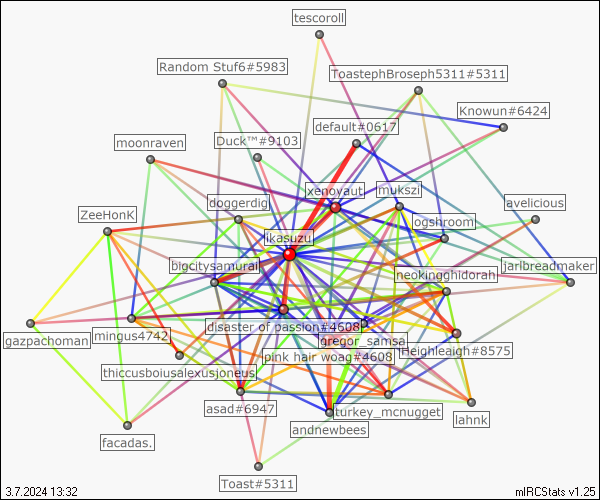 tescoroll
Random Stuf6#5983
ToastephBroseph5311#5311
Knowun#6424
default#0617
moonraven
Duck™#9103
xenoyaut
mukszi
avelicious
doggerdig
ogshroom
ZeeHonK
likasuzu
bigcitysamurai
neokingghidorah
jarlbreadmaker
disaster of passion#4608
gazpachoman
mingus4742
gregor_samsa
pink hair woag#4608
Heighleaigh#8575
thiccusboiusalexusjoneus
asad#6947
turkey_mcnugget
lahnk
andrewbees
facadas.
Toast#5311
3.7.2024 13:32
mIRCStats v1.25